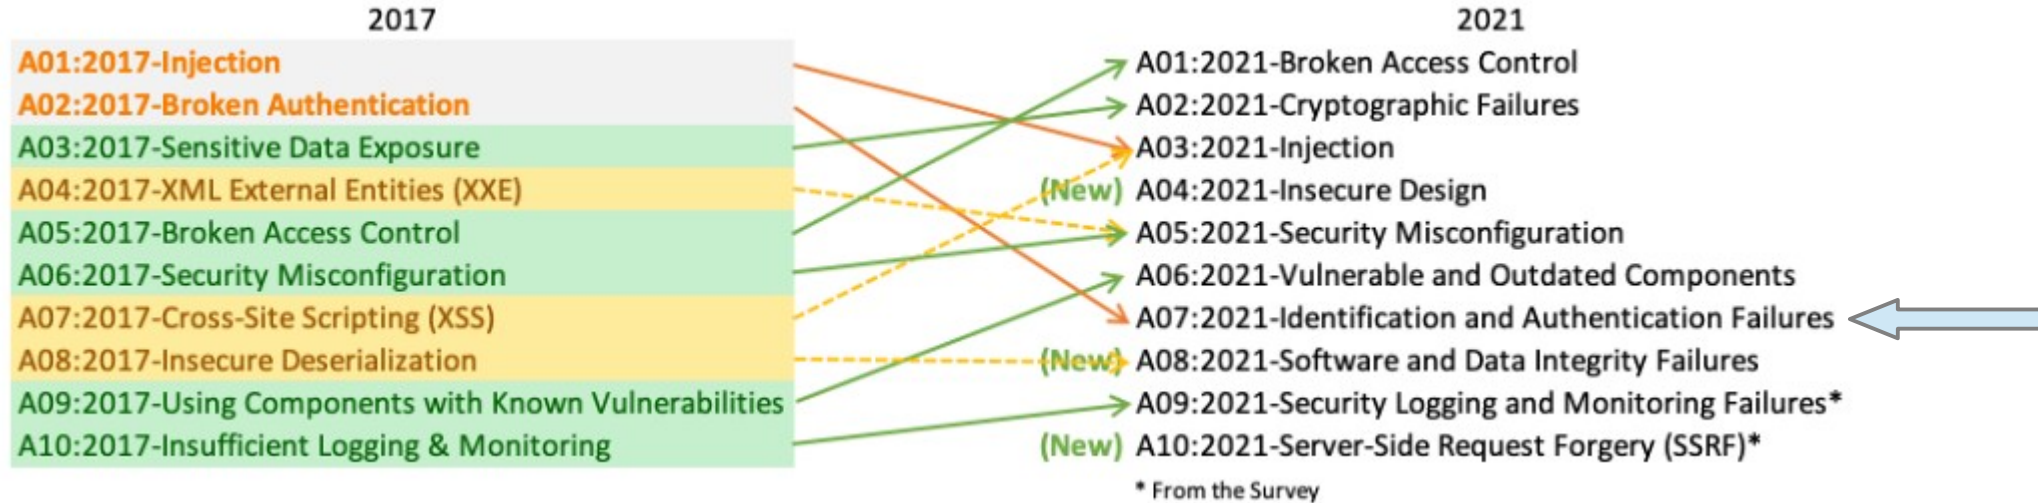 2017
A01:2017-Injection
A02:2017-Broken Authentication
A03:2017-Sensitive Data Exposure
A04:2017-XML External Entities (XXE)
A05:2017-Broken Access Control
A06:2017-Security Misconfiguration
A07:2017-Cross-Site Scripting (XSS)
A08:2017-Insecure Deserialization
A09:2017-Using Components with Known Vulnerabilities
A10:2017-Insufficient Logging & Monitoring
2021
A01:2021-Broken Access Control
A02:2021-Cryptographic Failures
A03:2021-Injection
(New) A04:2021-Insecure Design
A05:2021-Security Misconfiguration
A06:2021-Vulnerable and Outdated Components
A07:2021-Identification and Authentication Failures
(New) A08:2021-Software and Data Integrity Failures
A09:2021-Security Logging and Monitoring Failures*
(New) A10:2021-Server-Side Request Forgery (SSRF)*
* From the Survey